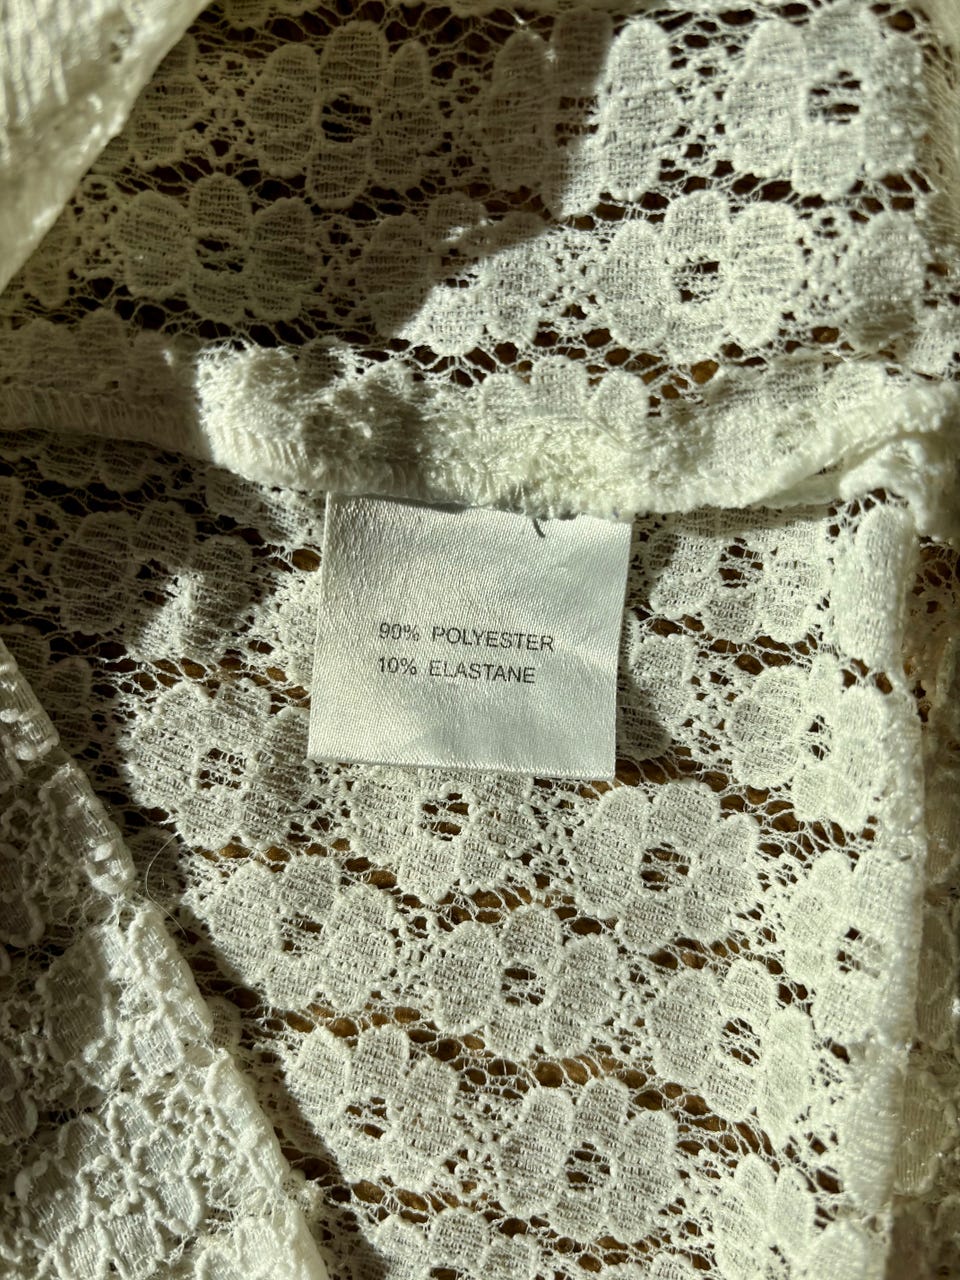 90% POLYESTER
10% ELASTANE